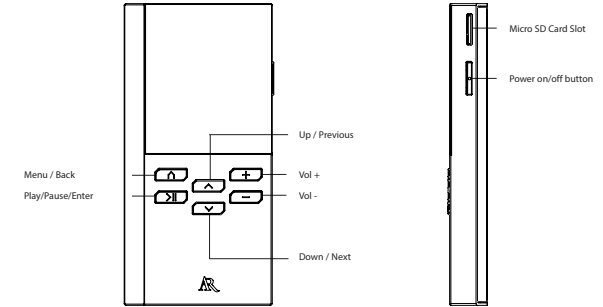 Micro SD Card Slot
Power on/off button
Up / Previous
Menu / Back
Vol +
Play/Pause/Enter
Vol -
Down / Next
AR